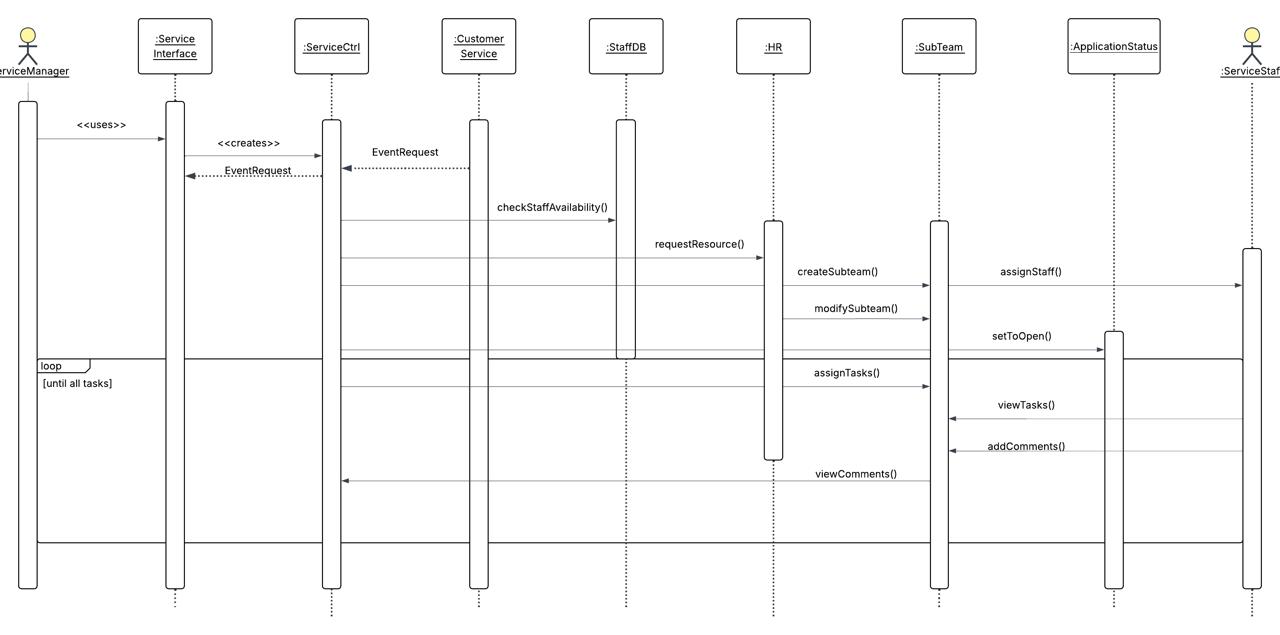 :Service
Interface
:ServiceCtrl
:Customer
Service
:StaffDB
:HR
:SubTeam
:ApplicationStatus
erviceManager
:ServiceStaf
<<uses>>
<<creates>>
EventRequest
EventRequest
checkStaffAvailability()
requestResource()
createSubteam()
assignStaff()
modifySubteam()
setToOpen()
loop
[until all tasks]
assignTasks()
viewTasks()
addComments()
viewComments()